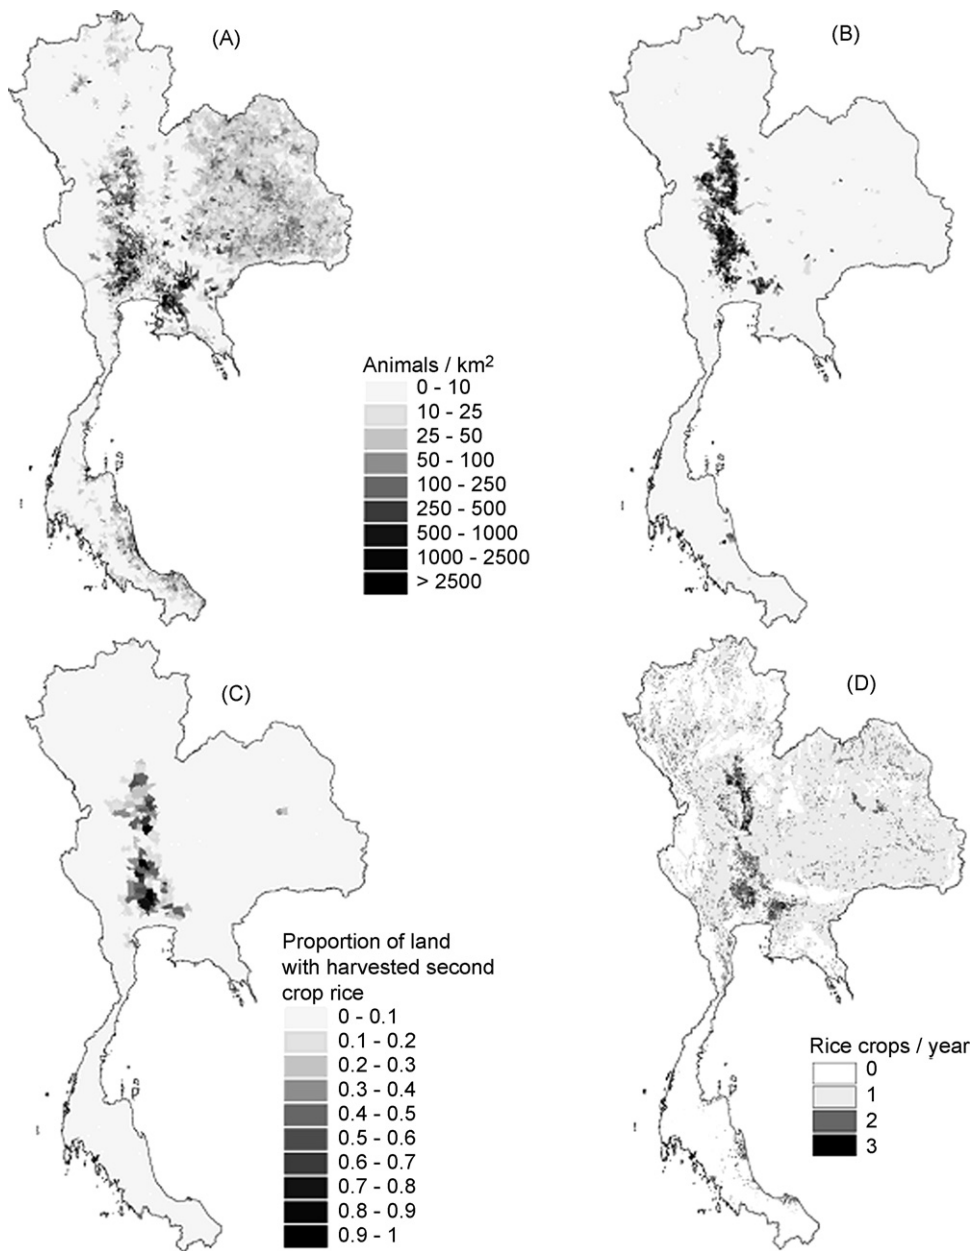 (A)
(B)
Animals / km²
0 - 10
10 - 25
25 - 50
50 - 100
100 - 250
250 - 500
500 - 1000
1000 - 2500
> 2500
(C)
(D)
Proportion of land
with harvested second
crop rice
0 - 0.1
0.1 - 0.2
0.2 - 0.3
0.3 - 0.4
0.4 - 0.5
0.5 - 0.6
0.6 - 0.7
0.7 - 0.8
0.8 - 0.9
0.9 - 1
Rice crops / year
0
1
2
3